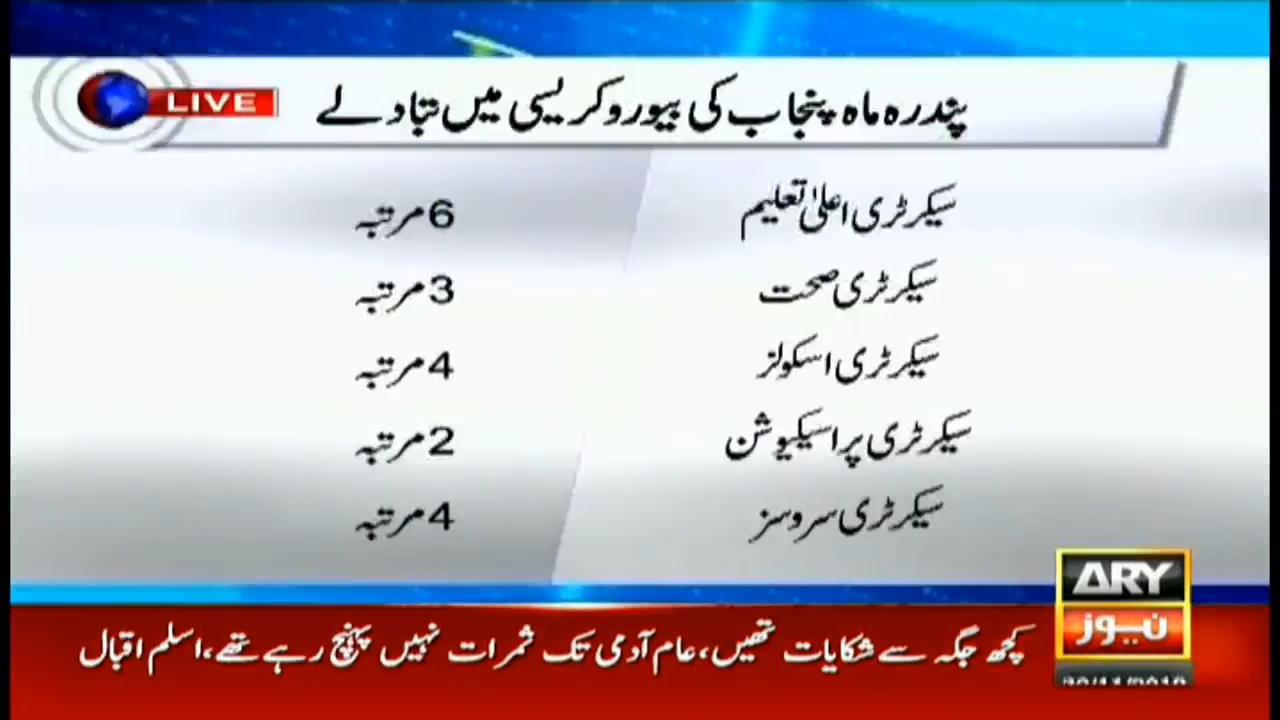 LIVE
پندرہ ماہ پنجاب کی بیوروکریسی میں تبادلے
سیکرٹری اعلیٰ تعلیم 6 مرتبہ
سیکرٹری صحت 3 مرتبہ
سیکرٹری اسکولز 4 مرتبہ
سیکرٹری پراسیکیوشن 2 مرتبہ
سیکرٹری سروسز 4 مرتبہ
ARY
نیوز
کچھ جگہ سے شکایات تھیں، عام آدمی تک ثمرات نہیں پہنچ رہے تھے، اسلم اقبال